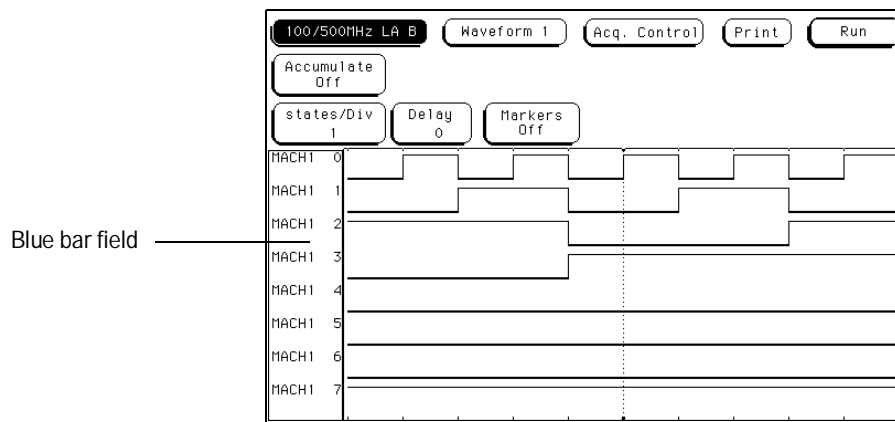 100/500MHz LA B Waveform 1 Acq. Control Print Run
Accumulate
Off
states/Div Delay Markers
1 0 Off
MACH1 0
MACH1 1
MACH1 2
Blue bar field
MACH1 3
MACH1 4
MACH1 5
MACH1 6
MACH1 7